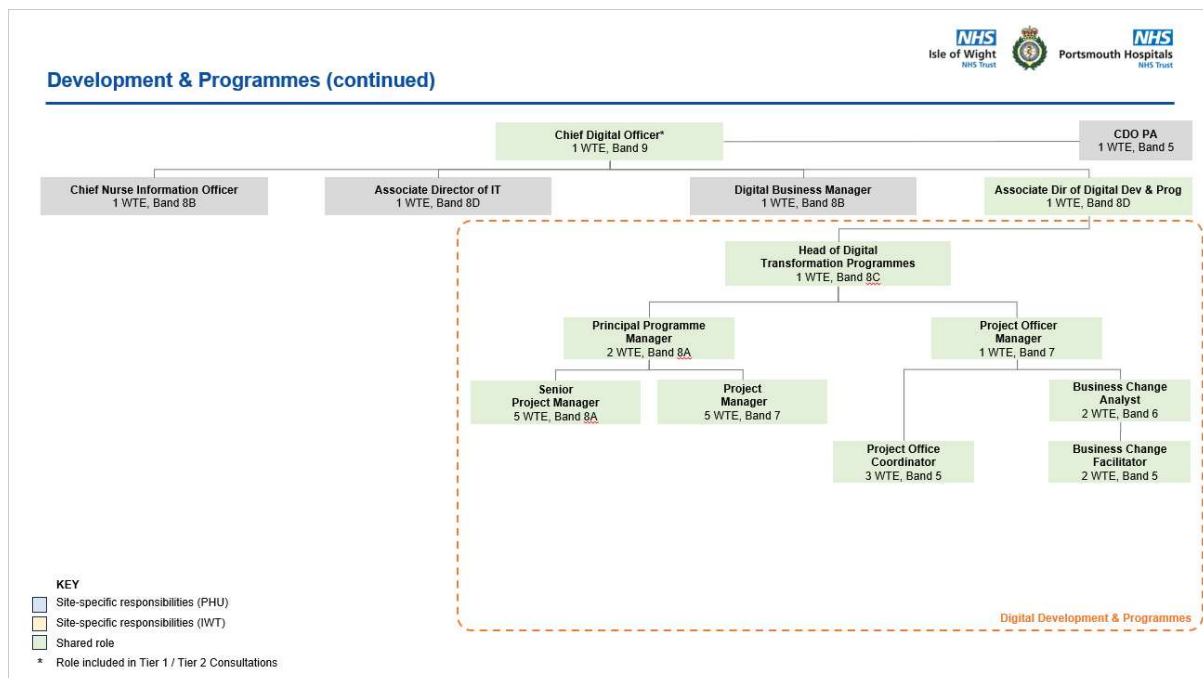 NHS
Isle of Wight
NHS Trust
NHS
Portsmouth Hospitals
NHS Trust
Development & Programmes (continued)
Chief Digital Officer*
1 WTE, Band 9
CDO PA
1 WTE, Band 5
Chief Nurse Information Officer
1 WTE, Band 8B
Associate Director of IT
1 WTE, Band 8D
Digital Business Manager
1 WTE, Band 8B
Associate Dir of Digital Dev & Prog
1 WTE, Band 8D
Head of Digital
Transformation Programmes
1 WTE, Band 8C
Principal Programme
Manager
2 WTE, Band 8A
Project Officer
Manager
1 WTE, Band 7
Senior
Project Manager
5 WTE, Band 8A
Project
Manager
5 WTE, Band 7
Business Change
Analyst
2 WTE, Band 6
Project Office
Coordinator
3 WTE, Band 5
Business Change
Facilitator
2 WTE, Band 5
KEY
Site-specific responsibilities (PHU)
Site-specific responsibilities (IWT)
Shared role
* Role included in Tier 1 / Tier 2 Consultations
Digital Development & Programmes